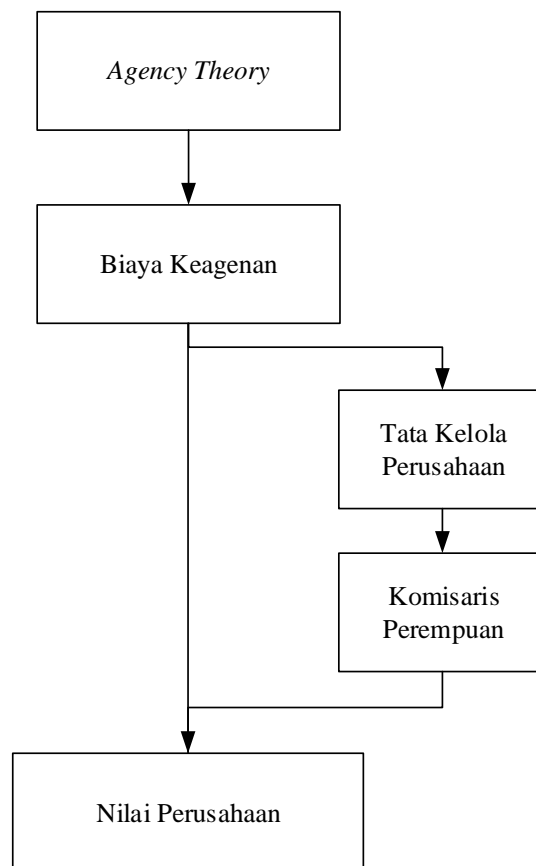 Agency Theory
Biaya Keagenan
Tata Kelola
Perusahaan
Komisaris
Perempuan
Nilai Perusahaan